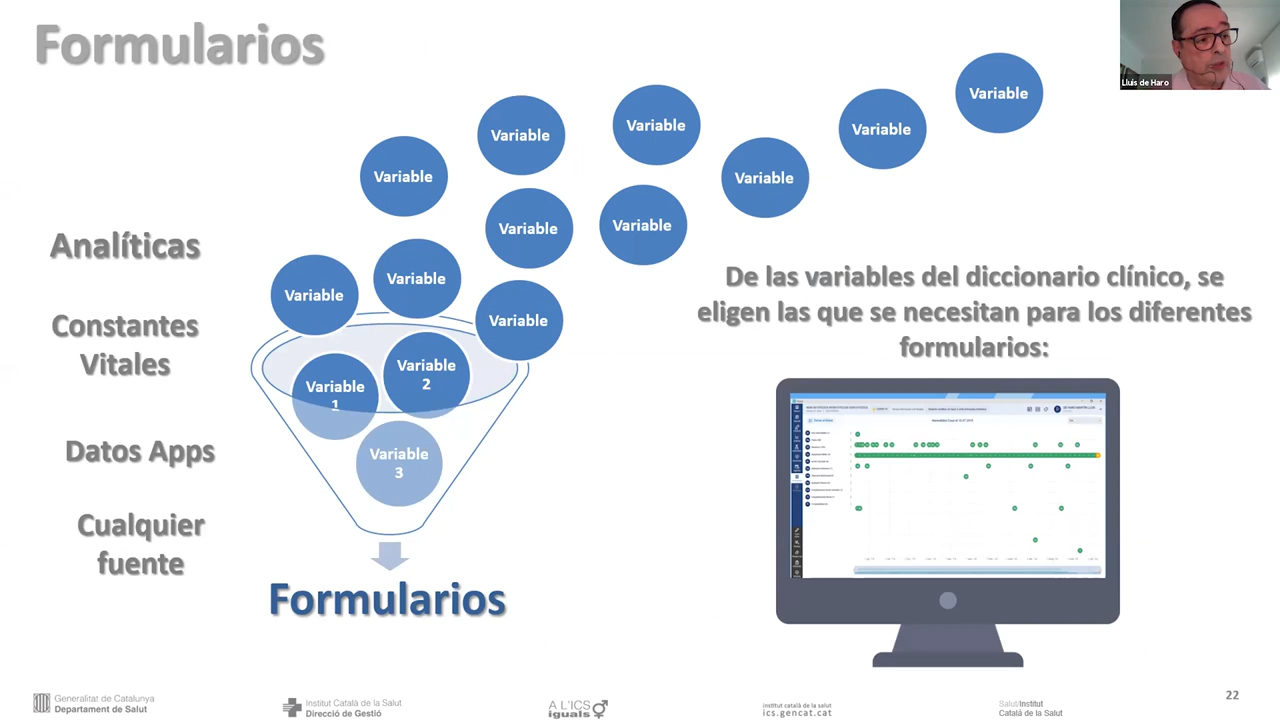 Formularios
Lluís de Haro
Variable
Variable
Variable
Variable
Variable
Variable
Variable
Variable
Analíticas
Variable
Variable
Variable
Constantes
Vitales
Variable
1
Variable
2
Variable
3
Datos Apps
Cualquier
fuente
Formularios
De las variables del diccionario clínico, se
eligen las que se necesitan para los diferentes
formularios:
Generalitat de Catalunya
Departament de Salut
Institut Català de la Salut
Direcció de Gestió
A L'ICS
iguals
institut català de la salut
ics.gencat.cat
Salut/Institut
Català de la Salut
22